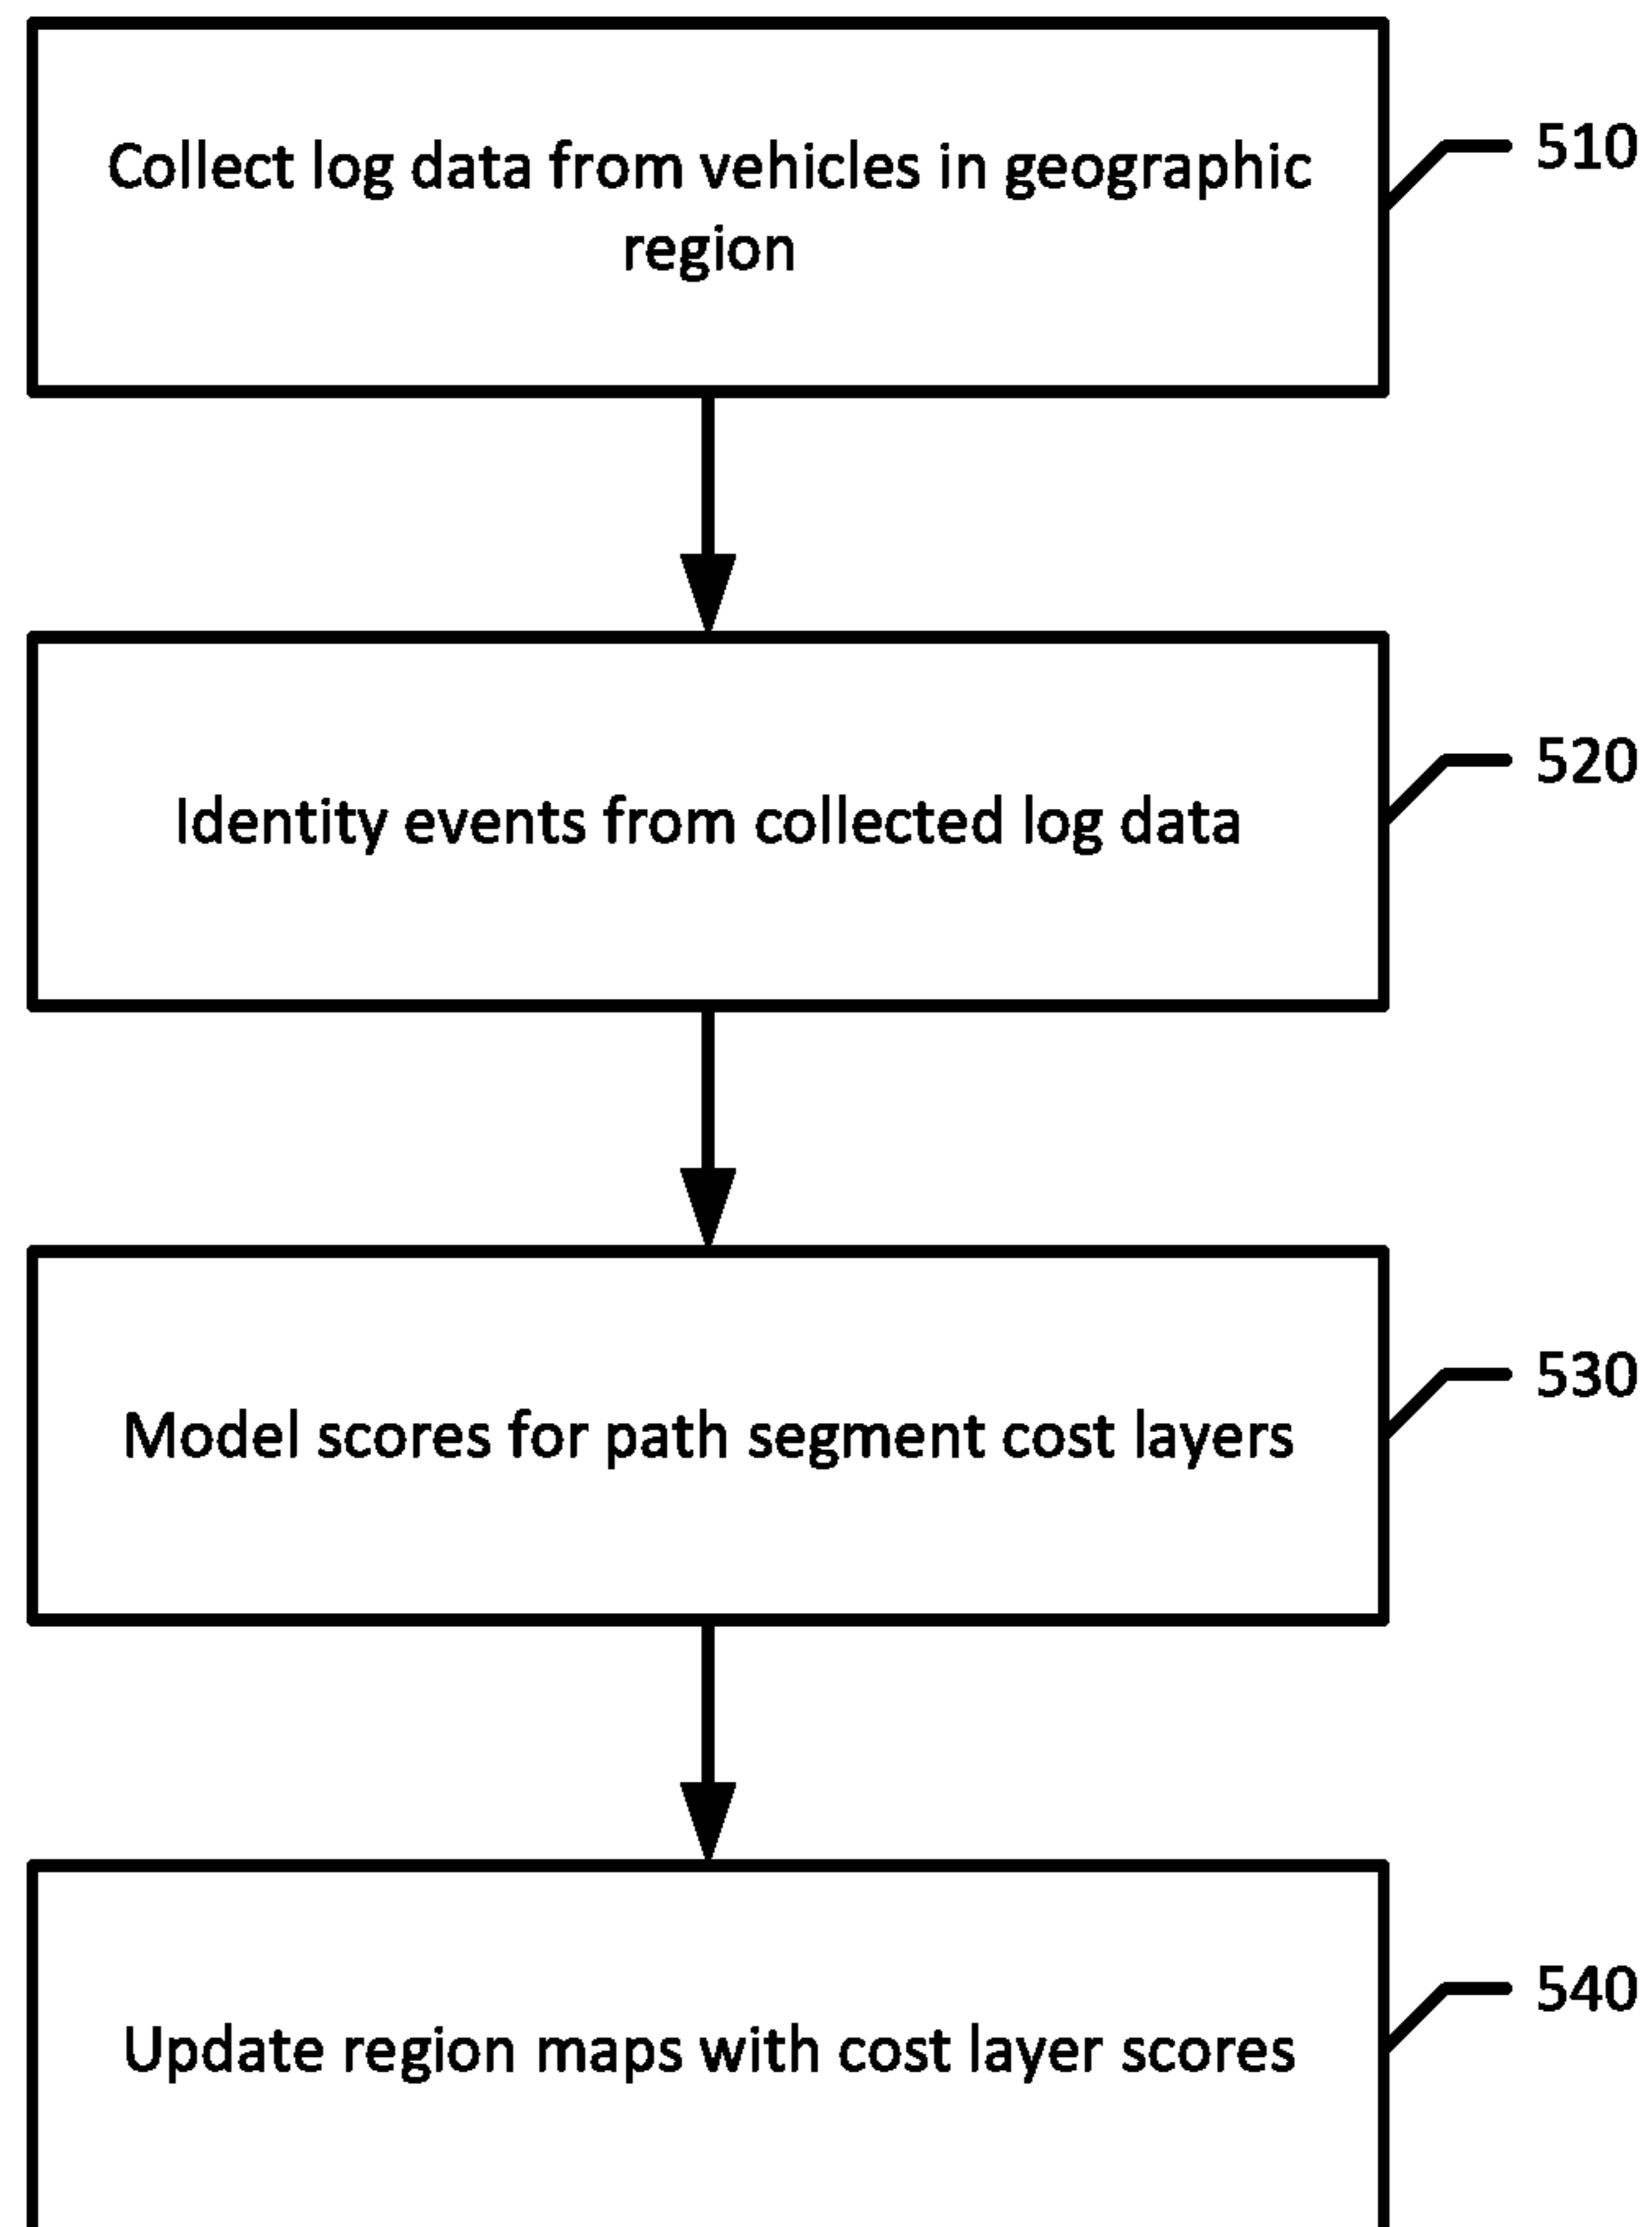 Collect log data from vehicles in geographic
region
510
Identity events from collected log data
520
Model scores for path segment cost layers
530
Update region maps with cost layer scores
540